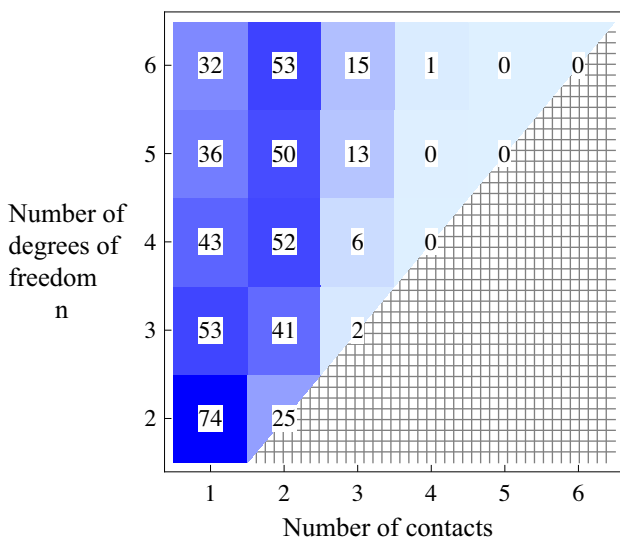 6 32 53 15 1 0 0
5 36 50 13 0 0
Number of
degrees of
freedom
n
4 43 52 6 0
3 53 41 2
2 74 25
1 2 3 4 5 6
Number of contacts